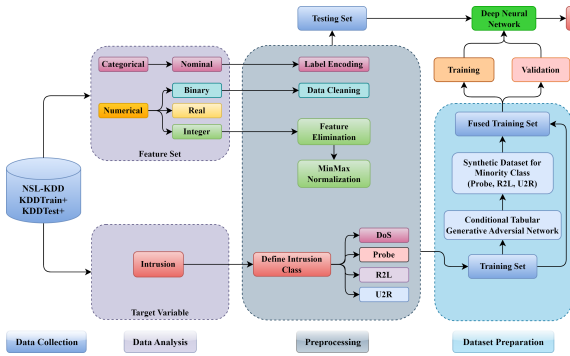 Testing Set
Deep Neural
Network
Categorical
Nominal
Label Encoding
Training
Validation
Binary
Data Cleaning
Numerical
Real
Integer
Feature
Elimination
Fused Training Set
Feature Set
MinMax
Normalization
Synthetic Dataset for
Minority Class
(Probe, R2L, U2R)
NSL-KDD
KDDTrain+
KDDTest+
Conditional Tabular
Generative Adversial Network
Intrusion
Define Intrusion
Class
DoS
Probe
R2L
U2R
Training Set
Target Variable
Data Collection
Data Analysis
Preprocessing
Dataset Preparation